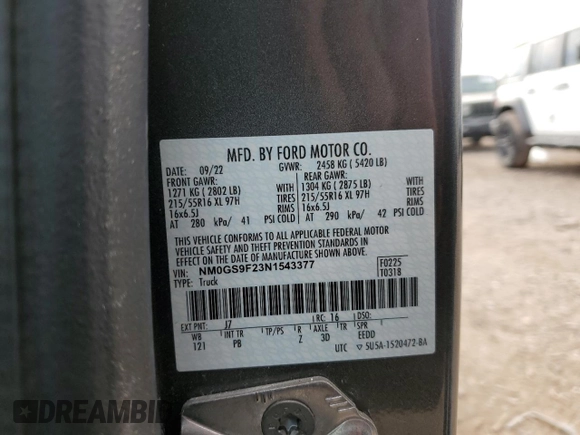 MFD. BY FORD MOTOR CO.
DATE: 09/22 GVWR: 2458 KG ( 5420 LB)
FRONT GAWR: REAR GAWR:
1271 KG ( 2802 LB) 1304 KG ( 2875 LB)
215/55R16 XL 97H TIRES 215/55R16 XL 97H TIRES
16x6.5J RIMS 16x6.5J RIMS
AT 280 kPa/ 41 PSI COLD AT 290 kPa/ 42 PSI COLD
THIS VEHICLE CONFORMS TO ALL APPLICABLE FEDERAL MOTOR
VEHICLE SAFETY AND THEFT PREVENTION STANDARDS IN
EFFECT ON THE DATE OF MANUFACTURE SHOWN ABOVE.
VIN: NM0GS9F23N1543377 F0225
TYPE: Truck T0318
EXT PNT: J7 RC: 16 DSO:
WB INT TR TP/PS R AXLE TR SPR
121 PB Z 3D EEDD
UTC ▽ 5U5A-1520472-BA
DREAMBID